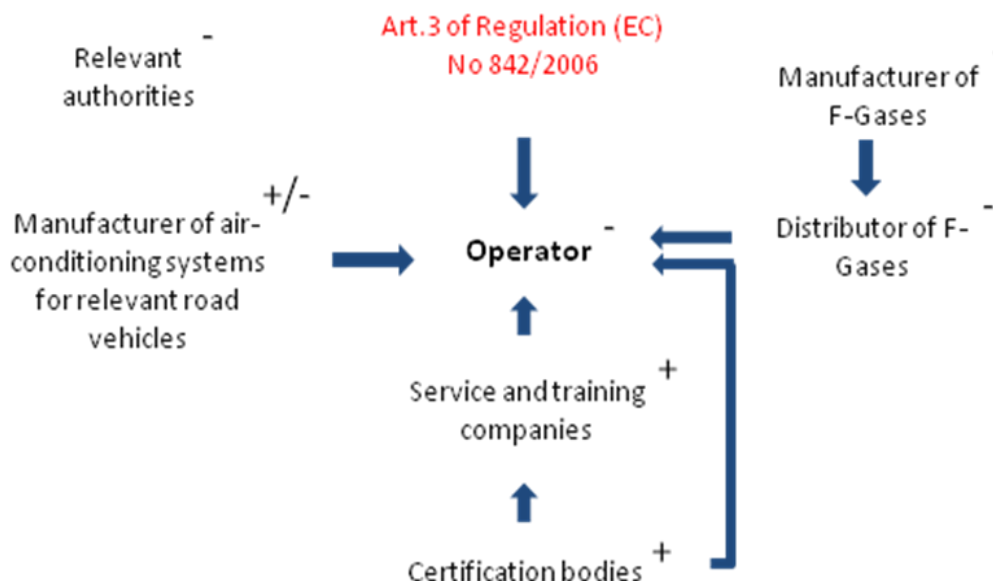 Relevant -
authorities
Art.3 of Regulation (EC)
No 842/2006
Manufacturer of
F-Gases
+/-
Manufacturer of air-
conditioning systems
for relevant road
vehicles
Operator -
Distributor of F- -
Gases
Service and training +
companies
Certification bodies +